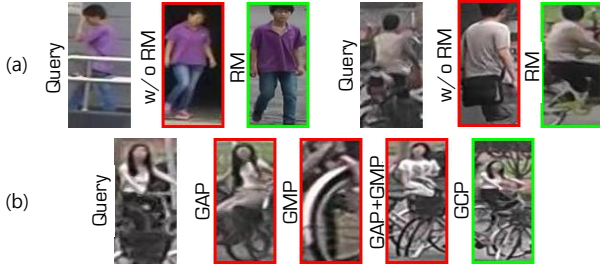 (a)
Query
w/o RM
RM
Query
w/o RM
RM
(b)
Query
GAP
GMP
GAP+GMP
GCP